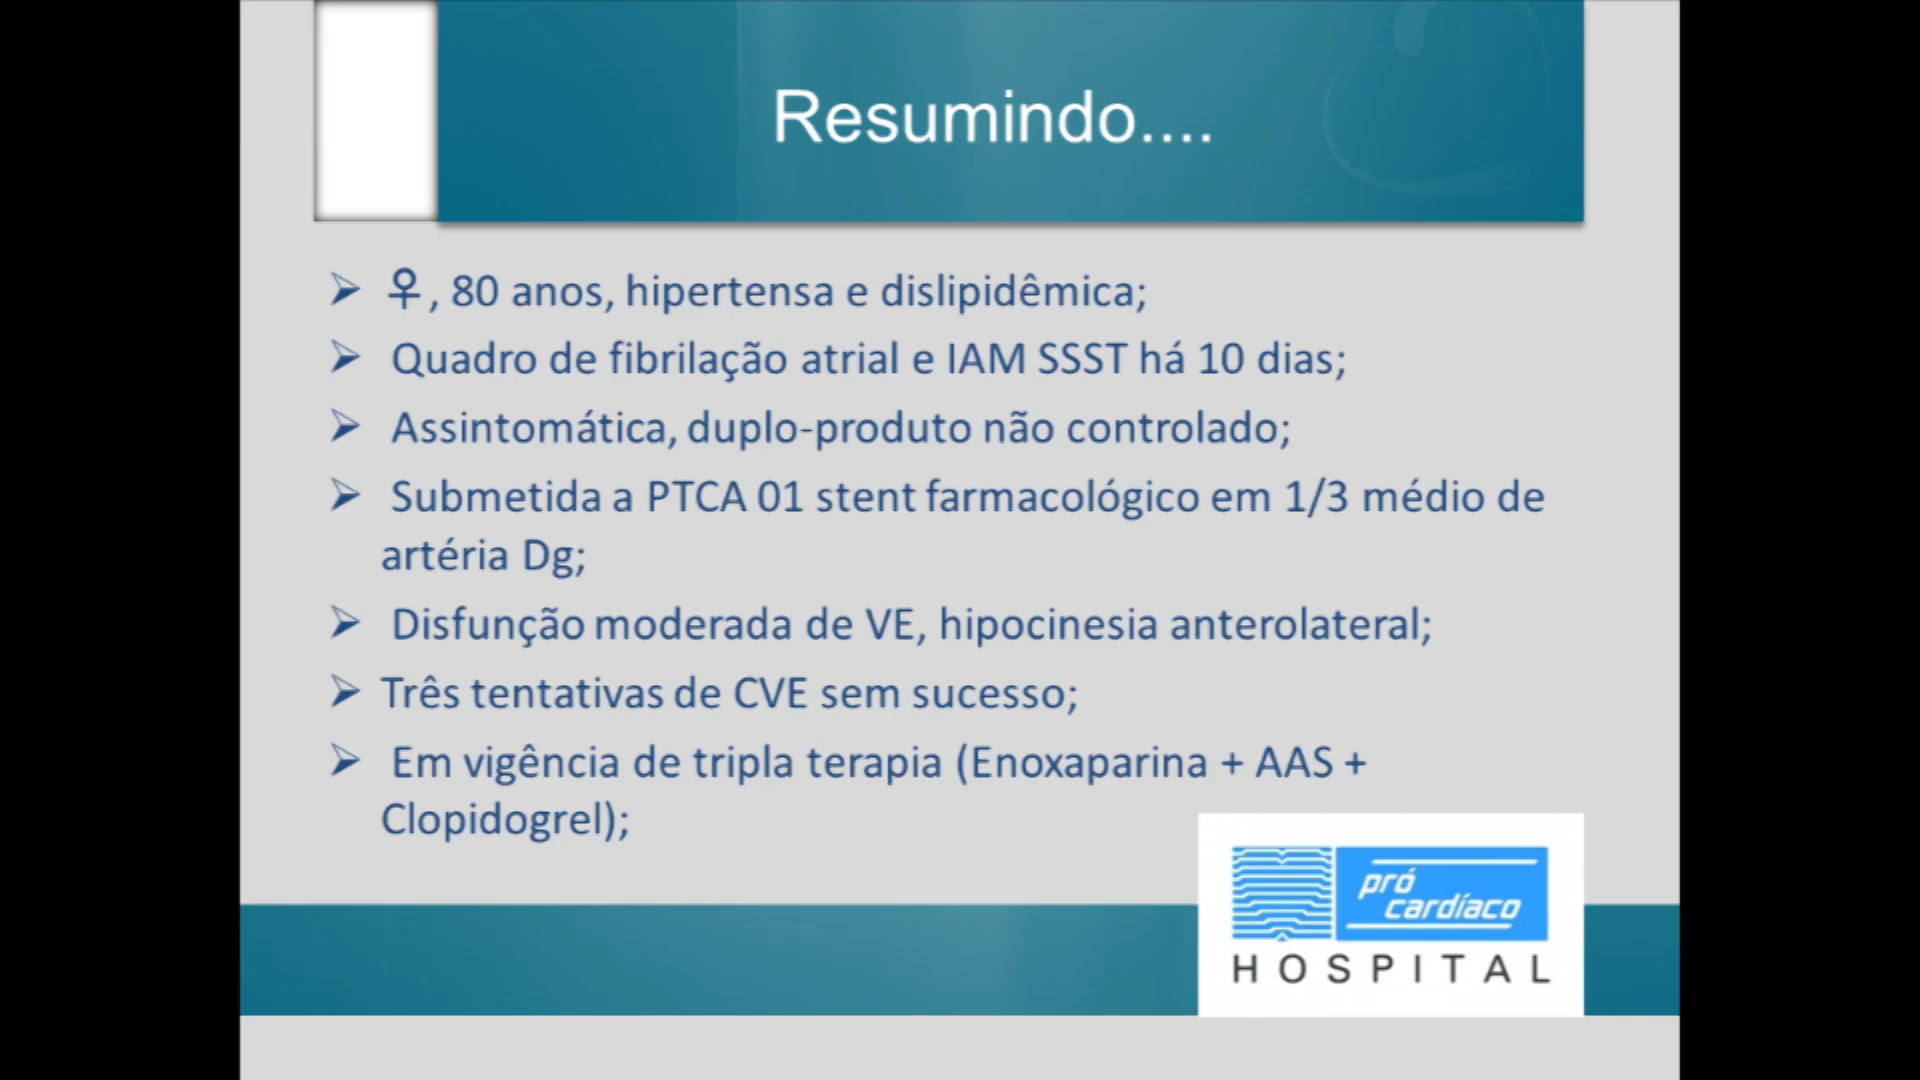 Resumindo....
➢ ♀, 80 anos, hipertensa e dislipidêmica;
➢ Quadro de fibrilação atrial e IAM SSST há 10 dias;
➢ Assintomática, duplo-produto não controlado;
➢ Submetida a PTCA 01 stent farmacológico em 1/3 médio de
artéria Dg;
➢ Disfunção moderada de VE, hipocinesia anterolateral;
➢ Três tentativas de CVE sem sucesso;
➢ Em vigência de tripla terapia (Enoxaparina + AAS +
Clopidogrel);
pró
cardíaco
HOSPITAL